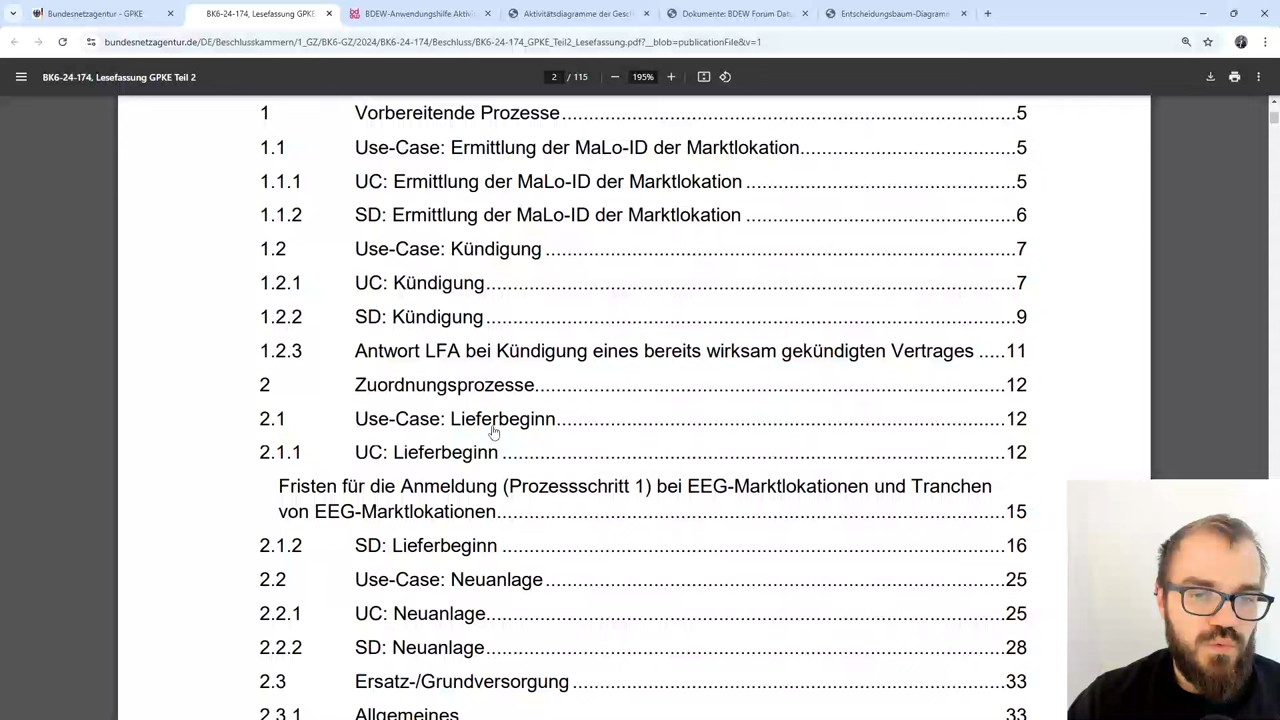 Bundesnetzagentur - GPKE
BK6-24-174, Lesefassung GPKE
BDEW-Anwendungshilfe Aktivi
Aktivitätsdiagramme der Gesch
Dokumente: BDEW Forum Date
Entscheidungsbaum-Diagramm
bundesnetzagentur.de/DE/Beschlusskammern/1_GZ/BK6-GZ/2024/BK6-24-174/Beschluss/BK6-24-174_GPKE_Teil2_Lesefassung.pdf?__blob=publicationFile&v=1
BK6-24-174, Lesefassung GPKE Teil 2
2 / 115
195%
1 Vorbereitende Prozesse 5
1.1 Use-Case: Ermittlung der MaLo-ID der Marktlokation 5
1.1.1 UC: Ermittlung der MaLo-ID der Marktlokation 5
1.1.2 SD: Ermittlung der MaLo-ID der Marktlokation 6
1.2 Use-Case: Kündigung 7
1.2.1 UC: Kündigung 7
1.2.2 SD: Kündigung 9
1.2.3 Antwort LFA bei Kündigung eines bereits wirksam gekündigten Vertrages 11
2 Zuordnungsprozesse 12
2.1 Use-Case: Lieferbeginn 12
2.1.1 UC: Lieferbeginn 12
Fristen für die Anmeldung (Prozessschritt 1) bei EEG-Marktlokationen und Tranchen
von EEG-Marktlokationen 15
2.1.2 SD: Lieferbeginn 16
2.2 Use-Case: Neuanlage 25
2.2.1 UC: Neuanlage 25
2.2.2 SD: Neuanlage 28
2.3 Ersatz-/Grundversorgung 33
2.3.1 Allgemeines 33